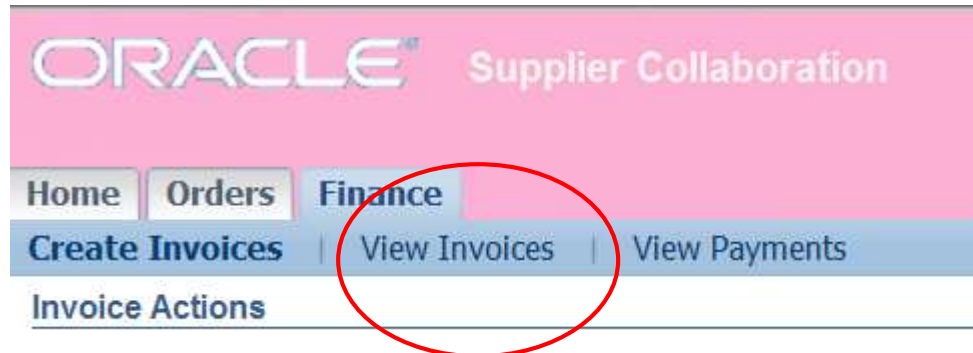 ORACLE® Supplier Collaboration
Home Orders Finance
Create Invoices | View Invoices | View Payments
Invoice Actions